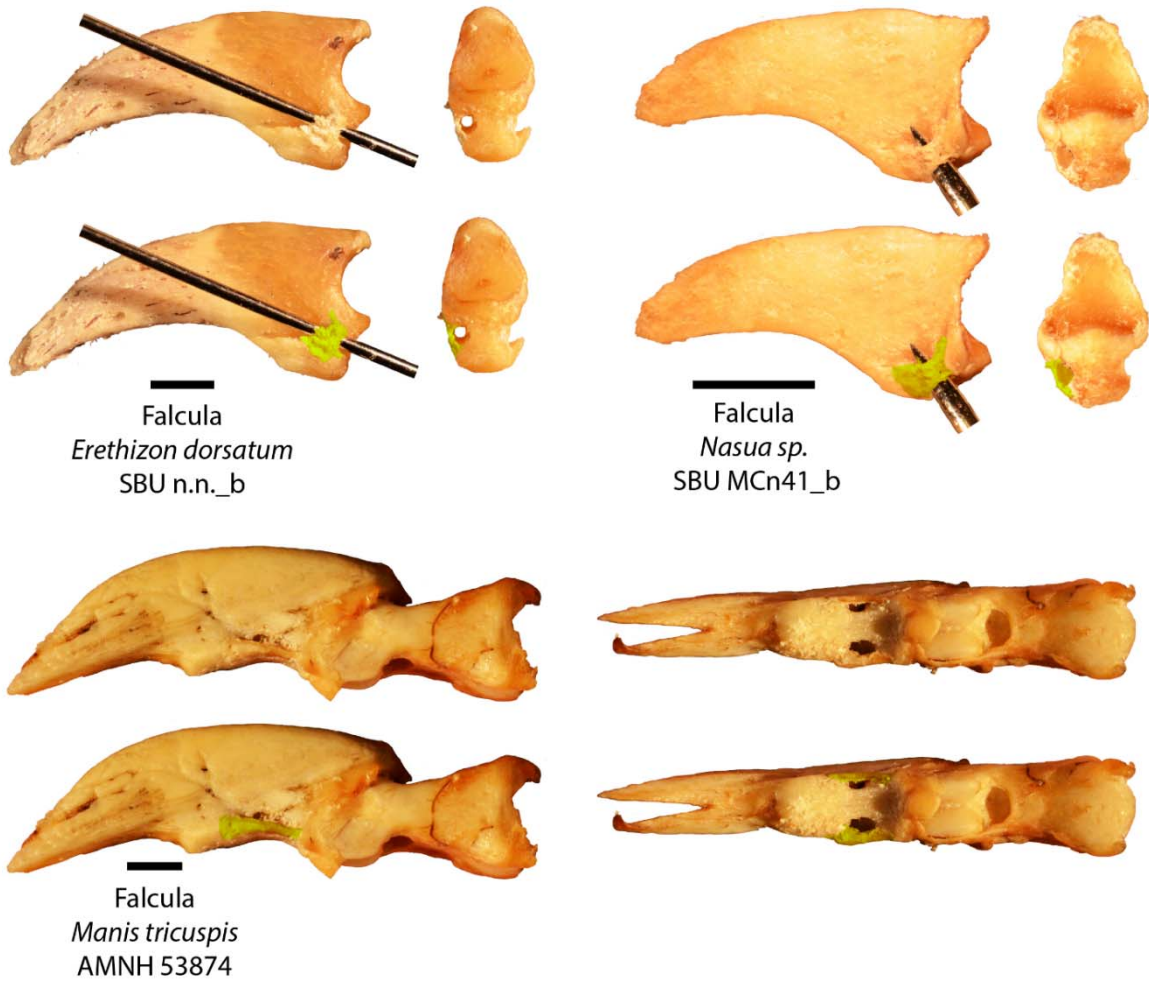 Falcula
Erethizon dorsatum
SBU n.n._b
Falcula
Nasua sp.
SBU MCn41_b
Falcula
Manis tricuspis
AMNH 53874